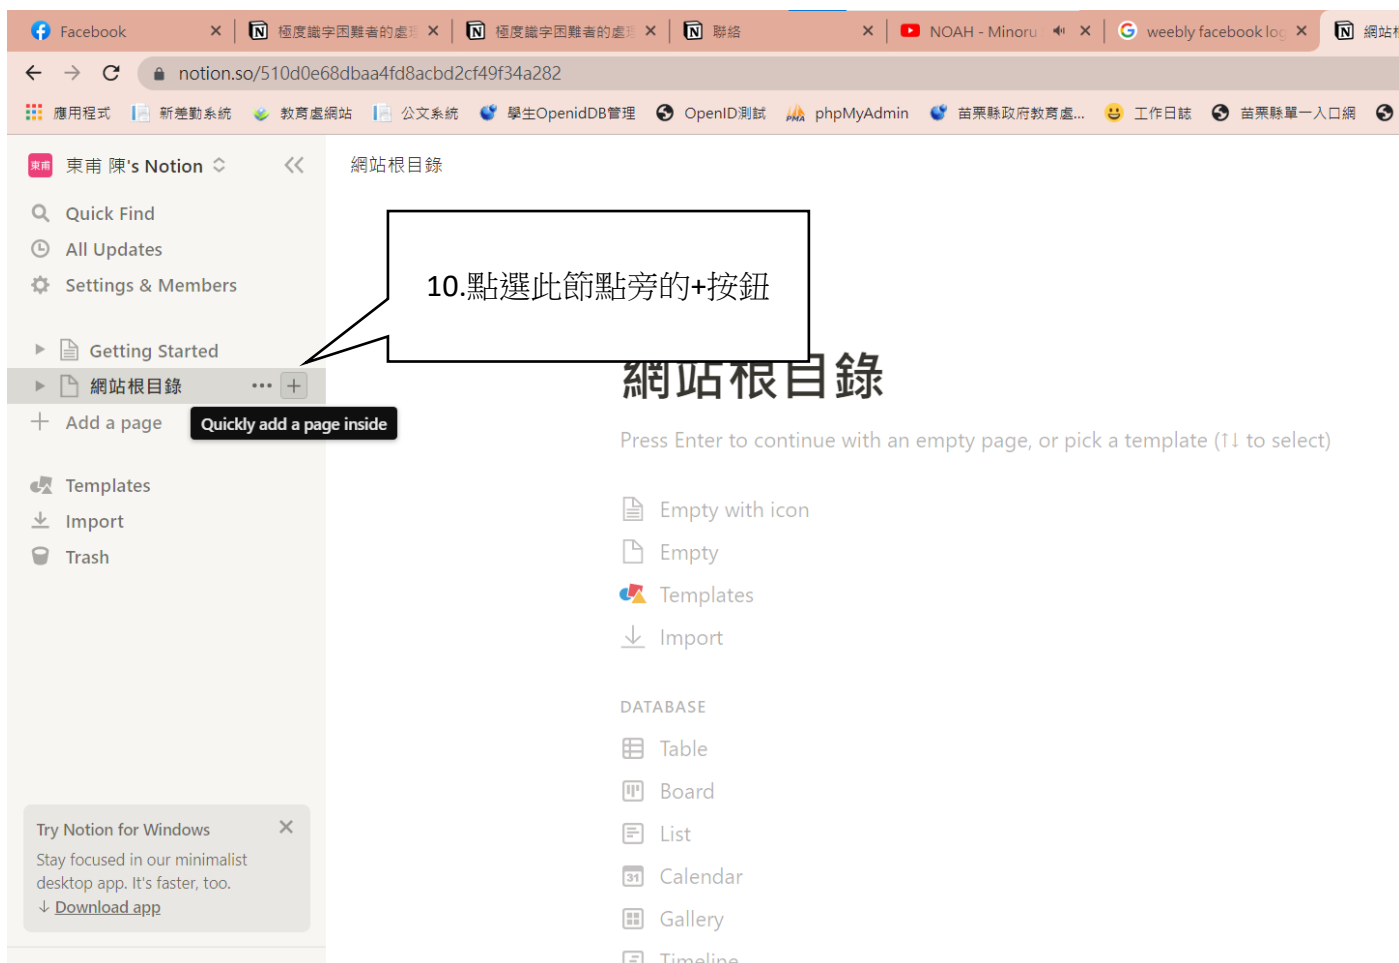 Facebook
極度識字困難者的處理
極度識字困難者的處
聯絡
NOAH - Minoru
weebly facebook log
網站根
notion.so/510d0e68dbaa4fd8acbd2cf49f34a282
應用程式
新差勤系統
教育處網站
公文系統
學生OpenidDB管理
OpenID測試
phpMyAdmin
苗栗縣政府教育處...
工作日誌
苗栗縣單一入口網
東甫
東甫 陳's Notion
網站根目錄
Quick Find
All Updates
Settings & Members
10.點選此節點旁的+按鈕
Getting Started
網站根目錄
Add a page
Quickly add a page inside
Templates
Import
Trash
網站根目錄
Press Enter to continue with an empty page, or pick a template (↑↓ to select)
Empty with icon
Empty
Templates
Import
DATABASE
Table
Board
List
31
Calendar
Gallery
Timeline
Try Notion for Windows
Stay focused in our minimalist
desktop app. It's faster, too.
↓ Download app